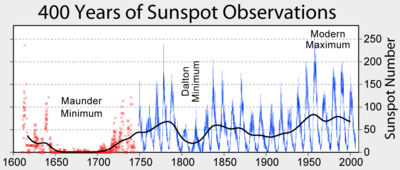 400 Years of Sunspot Observations
Modern
Maximum
Maunder
Minimum
Dalton
Minimum
250
200
150
100
50
0
Sunspot Number
1600
1650
1700
1750
1800
1850
1900
1950
2000